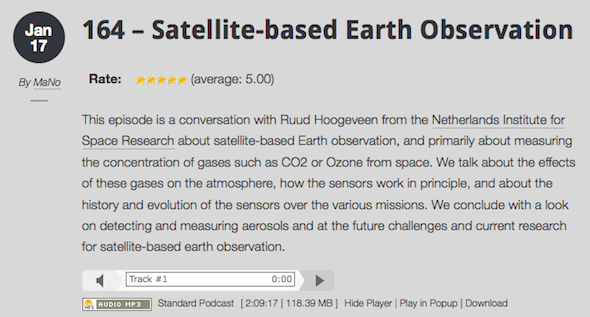 Jan
17
164 – Satellite-based Earth Observation
By MaNo
Rate: (average: 5.00)
This episode is a conversation with Ruud Hoogeveen from the Netherlands Institute for
Space Research about satellite-based Earth observation, and primarily about measuring
the concentration of gases such as CO2 or Ozone from space. We talk about the effects
of these gases on the atmosphere, how the sensors work in principle, and about the
history and evolution of the sensors over the various missions. We conclude with a look
on detecting and measuring aerosols and at the future challenges and current research
for satellite-based earth observation.
Track #1 0:00
AUDIO MP3 Standard Podcast [ 2:09:17 | 118.39 MB ] Hide Player | Play in Popup | Download